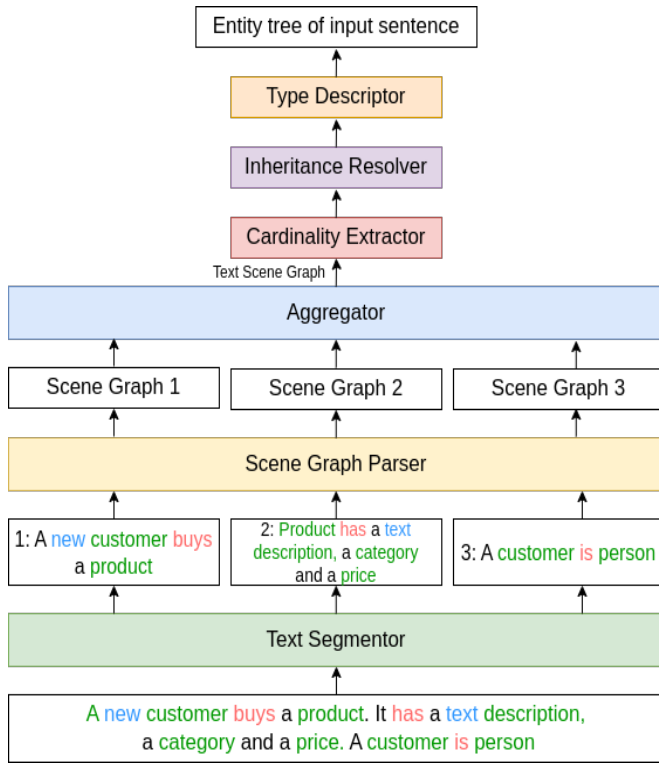 Entity tree of input sentence
Type Descriptor
Inheritance Resolver
Cardinality Extractor
Text Scene Graph
Aggregator
Scene Graph 1
Scene Graph 2
Scene Graph 3
Scene Graph Parser
1: A new customer buys
a product
2: Product has a text
description, a category
and a price
3: A customer is person
Text Segmentor
A new customer buys a product. It has a text description,
a category and a price. A customer is person